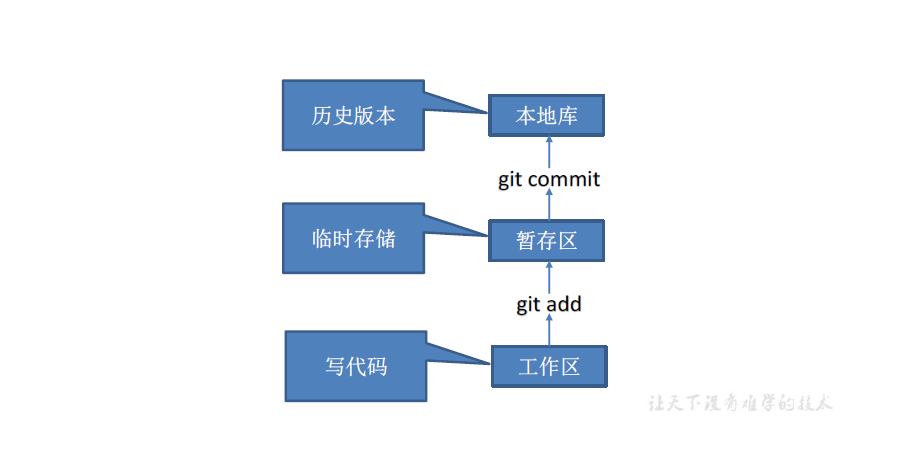 历史版本
本地库
git commit
临时存储
暂存区
git add
写代码
工作区
让天下没有难学的技术